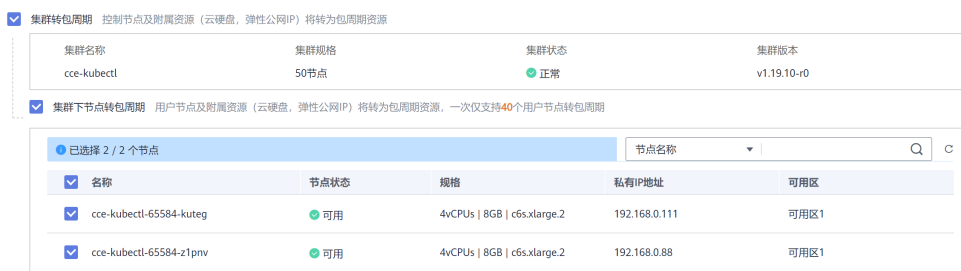 集群转包周期 控制节点及附属资源（云硬盘，弹性公网IP）将转为包周期资源
集群名称 集群规格 集群状态 集群版本
cce-kubectl 50节点 正常 v1.19.10-r0
集群下节点转包周期 用户节点及附属资源（云硬盘，弹性公网IP）将转为包周期资源，一次仅支持40个用户节点转包周期
已选择 2 / 2 个节点 节点名称
名称 节点状态 规格 私有IP地址 可用区
cce-kubectl-65584-kuteg 可用 4vCPUs | 8GB | c6s.xlarge.2 192.168.0.111 可用区1
cce-kubectl-65584-z1pnv 可用 4vCPUs | 8GB | c6s.xlarge.2 192.168.0.88 可用区1